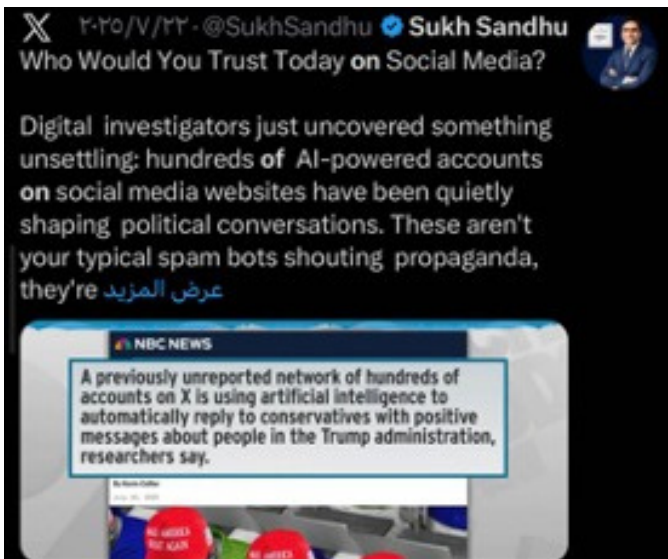 Sukh Sandhu @SukhSandhu · ٢٠٢٥/٧/٢٣
Who Would You Trust Today on Social Media?
Digital investigators just uncovered something
unsettling: hundreds of AI-powered accounts
on social media websites have been quietly
shaping political conversations. These aren't
your typical spam bots shouting propaganda,
they're عرض المزيد
NBC NEWS
A previously unreported network of hundreds of
accounts on X is using artificial intelligence to
automatically reply to conservatives with positive
messages about people in the Trump administration,
researchers say.